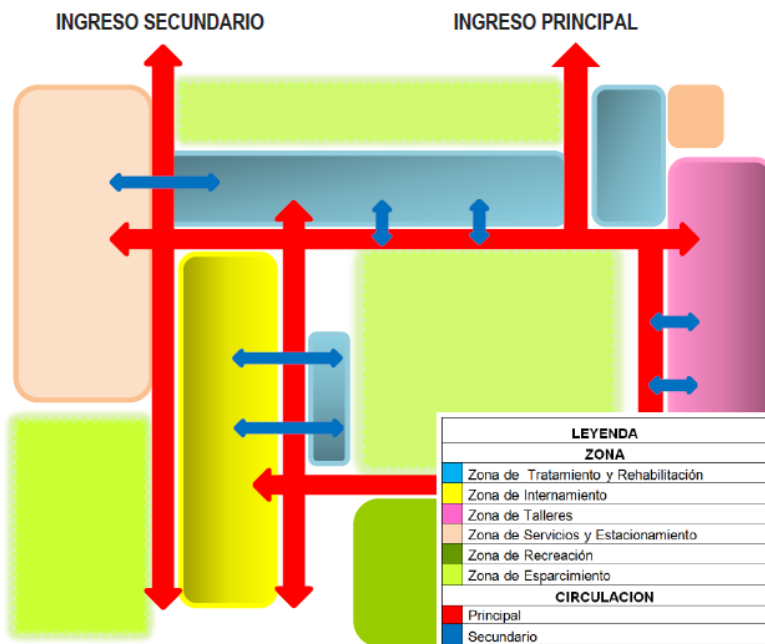 INGRESO SECUNDARIO
INGRESO PRINCIPAL
LEYENDA
ZONA
Zona de Tratamiento y Rehabilitación
Zona de Internamiento
Zona de Talleres
Zona de Servicios y Estacionamiento
Zona de Recreación
Zona de Esparcimiento
CIRCULACION
Principal
Secundario